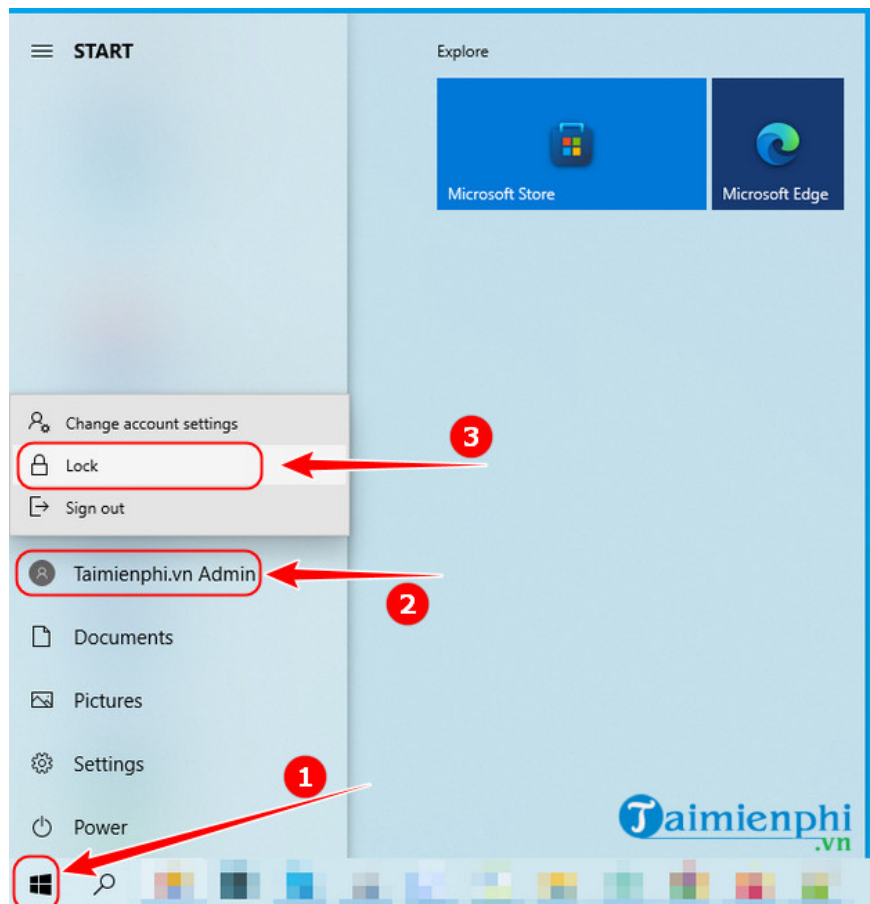 START
Explore
Microsoft Store
Microsoft Edge
Change account settings
3
Lock
Sign out
Taimienphi.vn Admin
2
Documents
Pictures
Settings
1
Power
Taimienphi
.vn